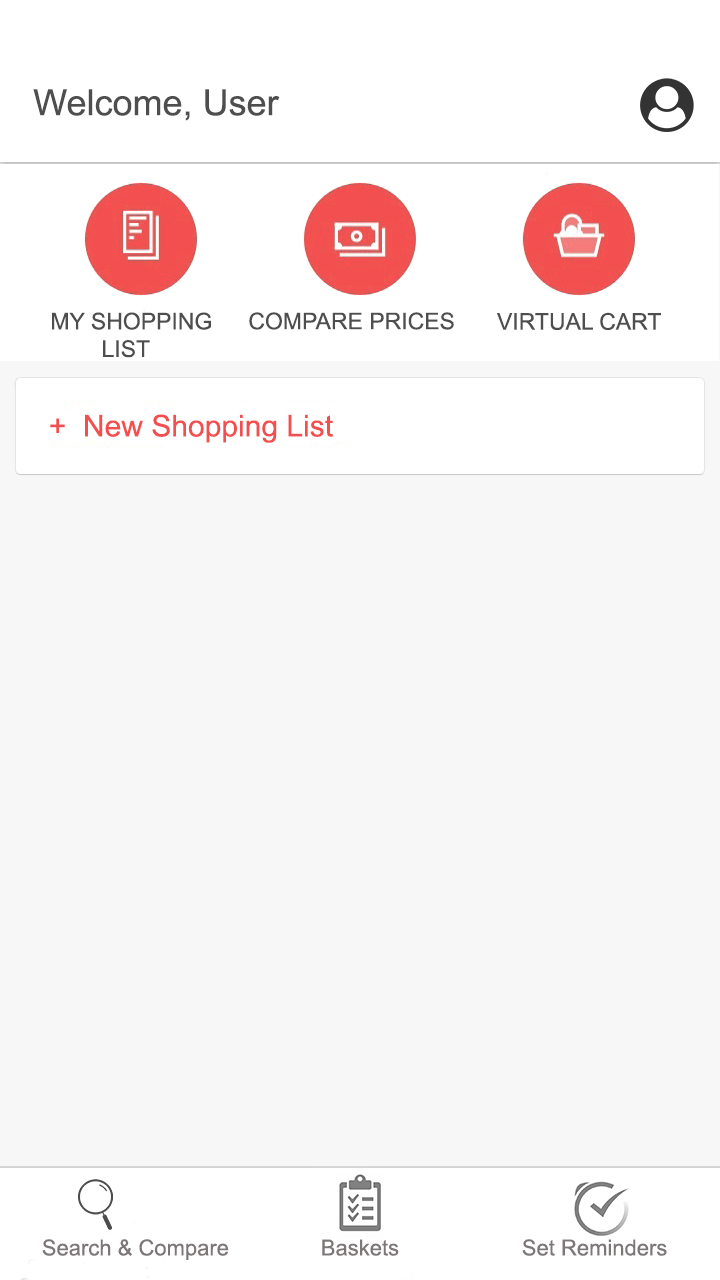 Welcome, User
MY SHOPPING
LIST
COMPARE PRICES
VIRTUAL CART
+ New Shopping List
Search & Compare
Baskets
Set Reminders